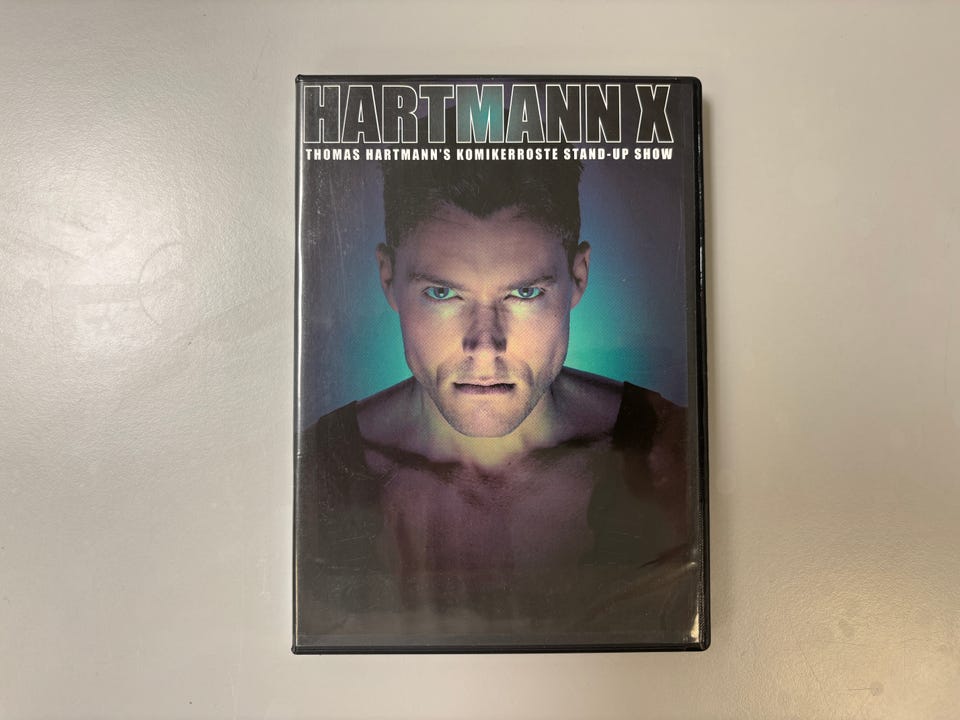 HARTMANN X
THOMAS HARTMANN'S KOMIKERROSTE STAND-UP SHOW